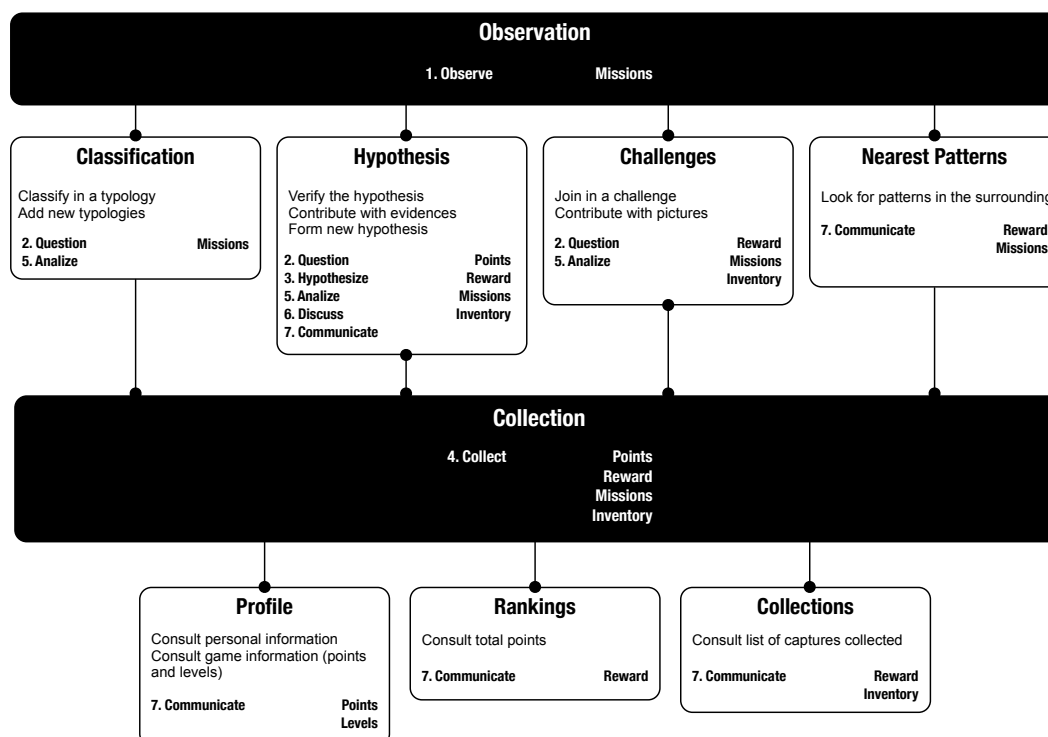 Observation
1. Observe Missions
Classification
Classify in a typology
Add new typologies
2. Question Missions
5. Analize
Hypothesis
Verify the hypothesis
Contribute with evidences
Form new hypothesis
2. Question Points
3. Hypothesize Reward
5. Analize Missions
6. Discuss Inventory
7. Communicate
Challenges
Join in a challenge
Contribute with pictures
2. Question Reward
5. Analize Missions
Inventory
Nearest Patterns
Look for patterns in the surrounding
7. Communicate Reward
Missions
Collection
4. Collect Points
Reward
Missions
Inventory
Profile
Consult personal information
Consult game information (points
and levels)
7. Communicate Points
Levels
Rankings
Consult total points
7. Communicate Reward
Collections
Consult list of captures collected
7. Communicate Reward
Inventory